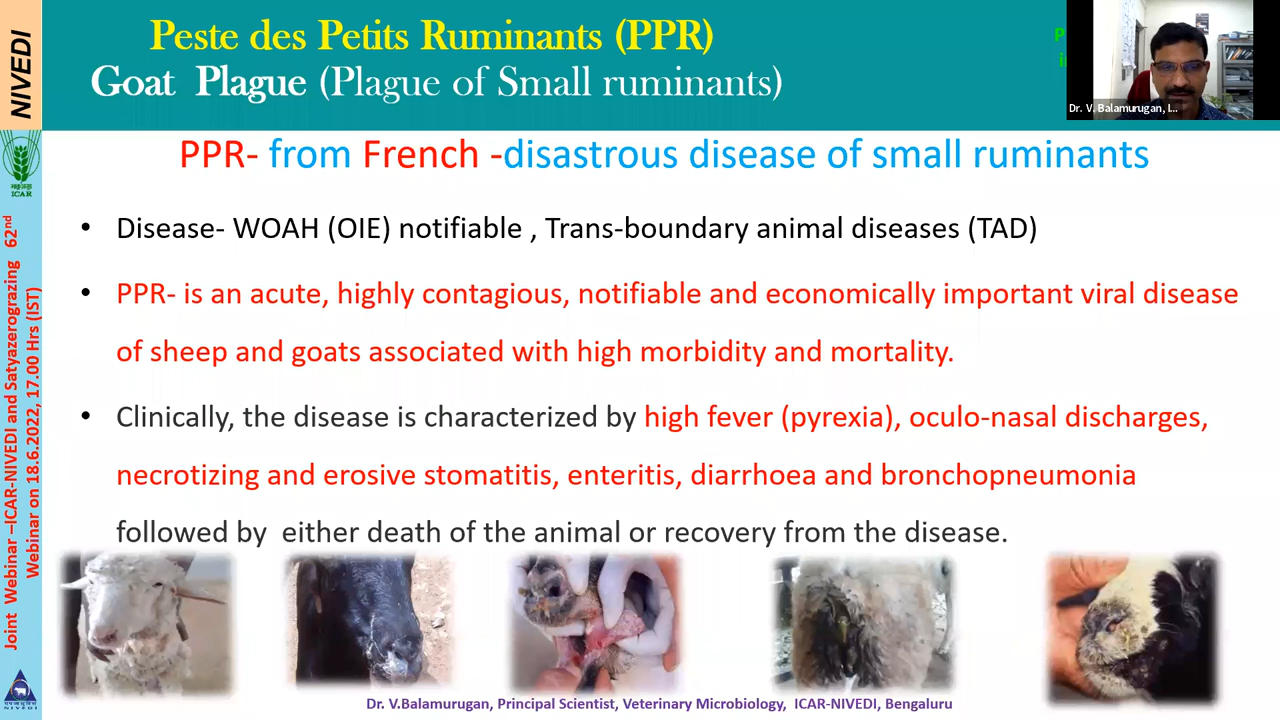 Peste des Petits Ruminants (PPR)
Goat Plague (Plague of Small ruminants)
Dr. V. Balamurugan, I...
NIVEDI
ICAR
PPR- from French -disastrous disease of small ruminants
• Disease- WOAH (OIE) notifiable , Trans-boundary animal diseases (TAD)
• PPR- is an acute, highly contagious, notifiable and economically important viral disease
of sheep and goats associated with high morbidity and mortality.
• Clinically, the disease is characterized by high fever (pyrexia), oculo-nasal discharges,
necrotizing and erosive stomatitis, enteritis, diarrhoea and bronchopneumonia
followed by either death of the animal or recovery from the disease.
Joint Webinar –ICAR-NIVEDI and Satyazerograzing 62nd
Webinar on 18.6.2022, 17.00 Hrs (IST)
NIVEDI
Dr. V.Balamurugan, Principal Scientist, Veterinary Microbiology, ICAR-NIVEDI, Bengaluru